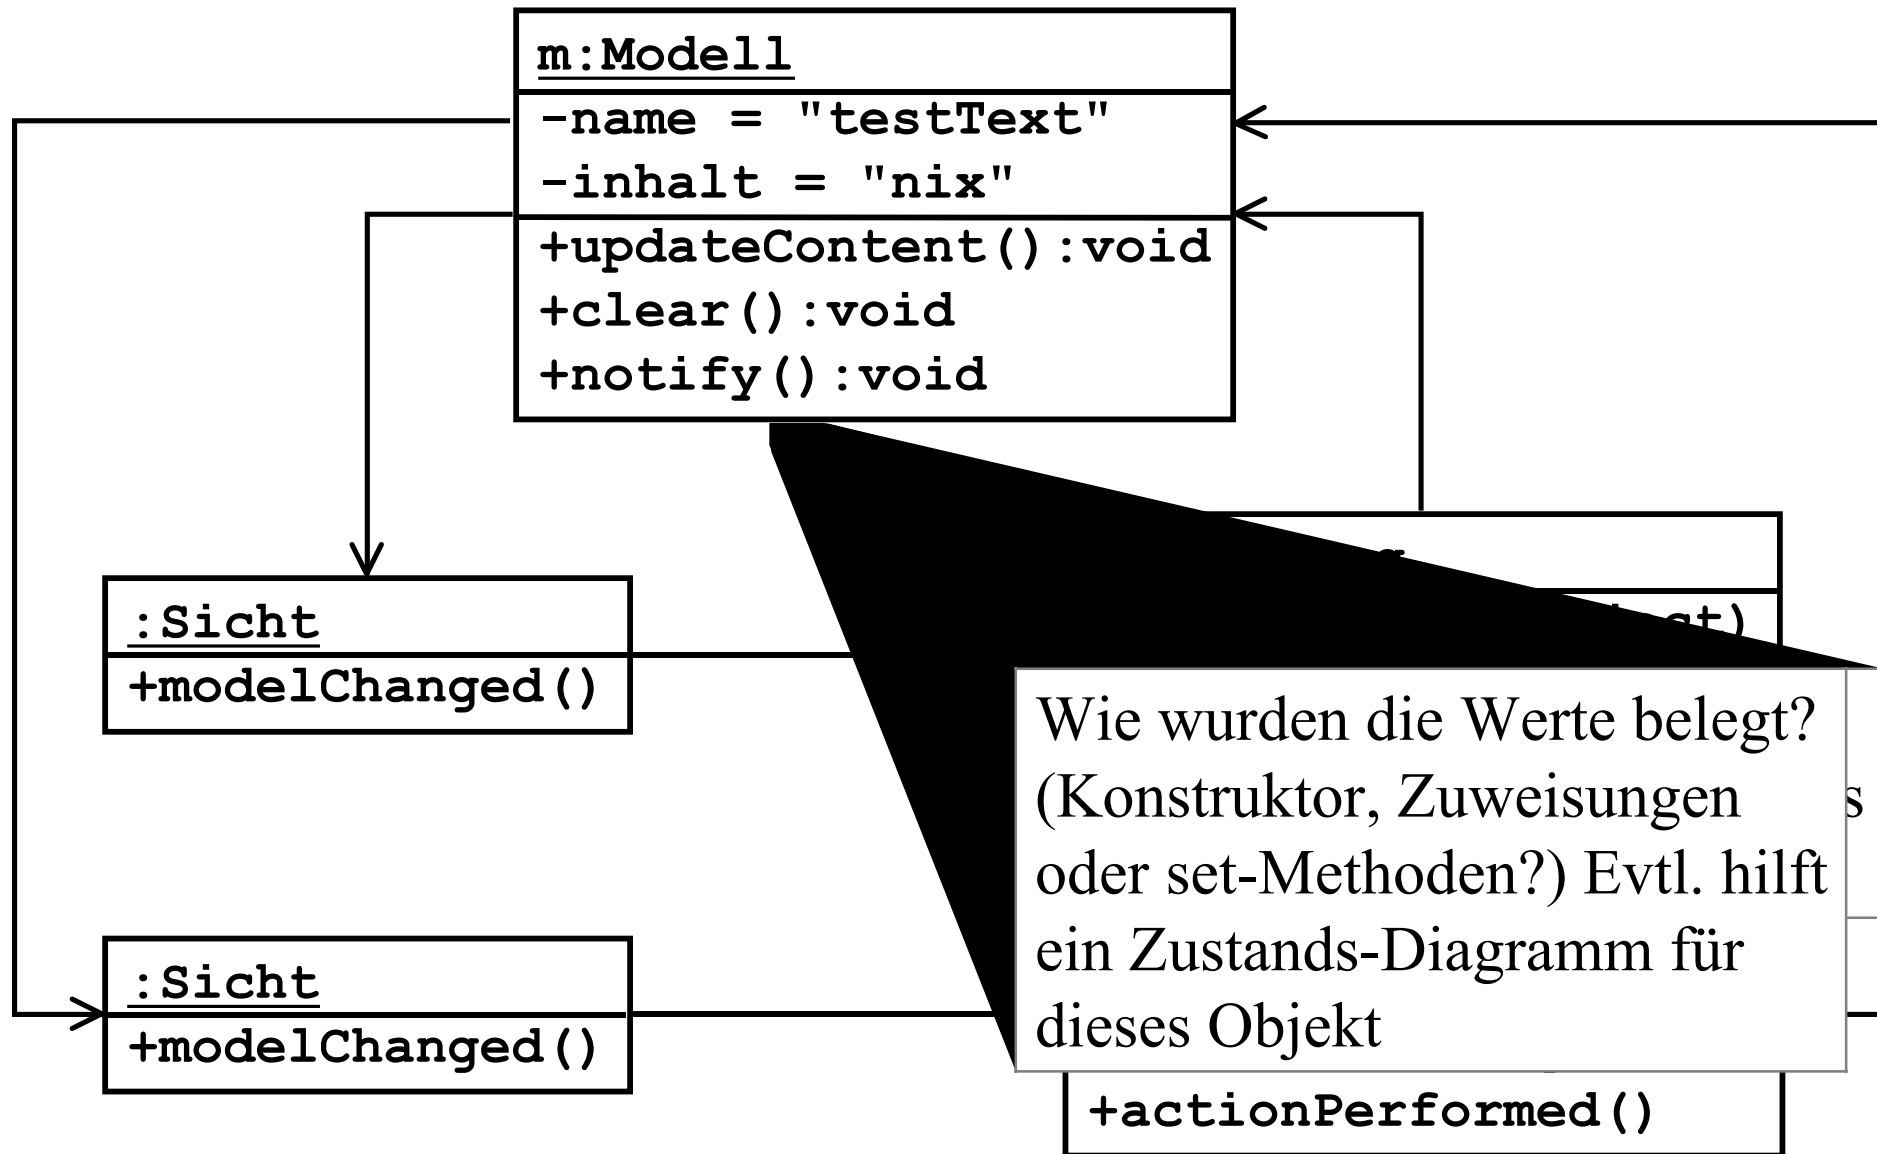 m:Modell
-name = "testText"
-inhalt = "nix"
+updateContent():void
+clear():void
+notify():void
:Sicht
+modelChanged()
Wie wurden die Werte belegt?
(Konstruktor, Zuweisungen
oder set-Methoden?) Evtl. hilft
ein Zustands-Diagramm für
dieses Objekt
:Sicht
+modelChanged()
+actionPerformed()